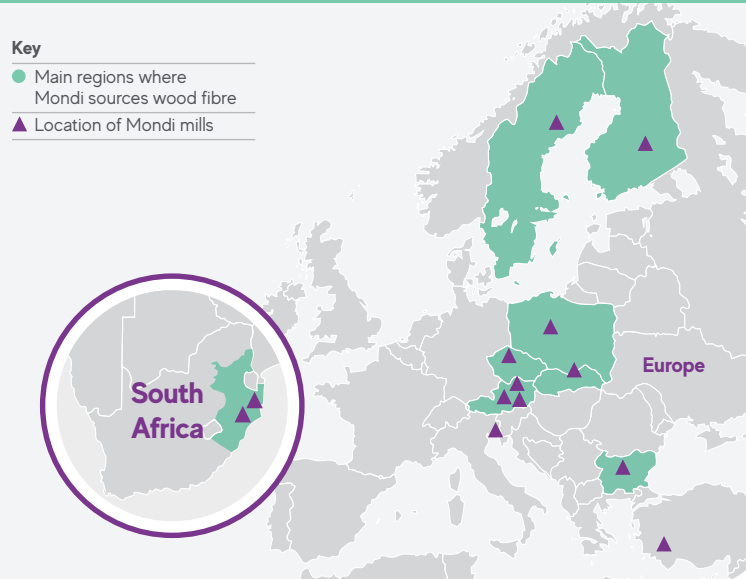 Key
Main regions where
Mondi sources wood fibre
Location of Mondi mills
Europe
South
Africa